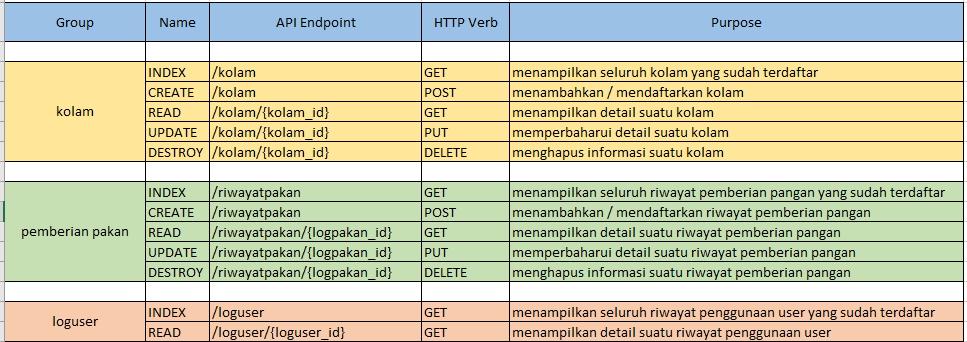 Group Name API Endpoint HTTP Verb Purpose
kolam
INDEX /kolam GET menampilkan seluruh kolam yang sudah terdaftar
CREATE /kolam POST menambahkan / mendaftarkan kolam
READ /kolam/{kolam_id} GET menampilkan detail suatu kolam
UPDATE /kolam/{kolam_id} PUT memperbaharui detail suatu kolam
DESTROY /kolam/{kolam_id} DELETE menghapus informasi suatu kolam
pemberian pakan
INDEX /riwayatpakan GET menampilkan seluruh riwayat pemberian pangan yang sudah terdaftar
CREATE /riwayatpakan POST menambahkan / mendaftarkan riwayat pemberian pangan
READ /riwayatpakan/{logpakan_id} GET menampilkan detail suatu riwayat pemberian pangan
UPDATE /riwayatpakan/{logpakan_id} PUT memperbaharui detail suatu riwayat pemberian pangan
DESTROY /riwayatpakan/{logpakan_id} DELETE menghapus informasi suatu riwayat pemberian pangan
loguser
INDEX /loguser GET menampilkan seluruh riwayat penggunaan user yang sudah terdaftar
READ /loguser/{loguser_id} GET menampilkan detail suatu riwayat penggunaan user